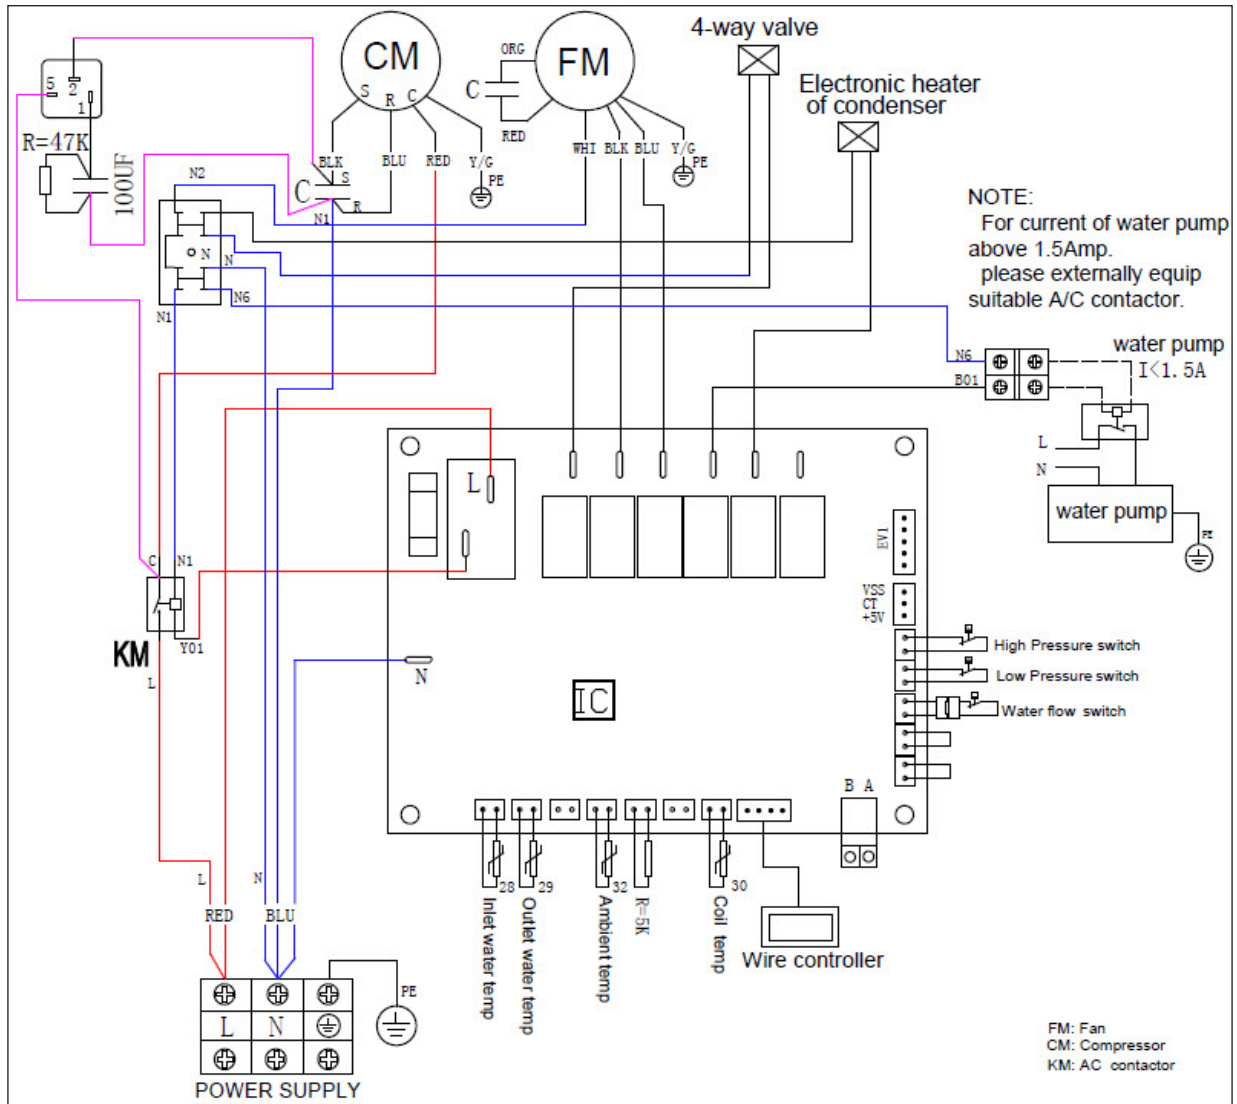 4-way valve
Electronic heater
of condenser
CM
FM
ORG
C
RED
S
R
C
5
2
1
R=47K
100UF
BLK
BLU
RED
Y/G
PE
WHI
BLK
BLU
Y/G
PE
C
S
R
N1
N2
N
N
N6
N1
NOTE:
For current of water pump
above 1.5Amp.
please externally equip
suitable A/C contactor.
N6
B01
water pump
I<1.5A
L
N
water pump
PE
L
EV1
VSS
CT
+5V
High Pressure switch
Low Pressure switch
Water flow switch
C
N1
KM
Y01
L
N
IC
B A
28
29
32
30
Inlet water temp
Outlet water temp
Ambient temp
R=5K
Coil temp
Wire controller
L
N
RED
BLU
PE
L
N
POWER SUPPLY
FM: Fan
CM: Compressor
KM: AC contactor